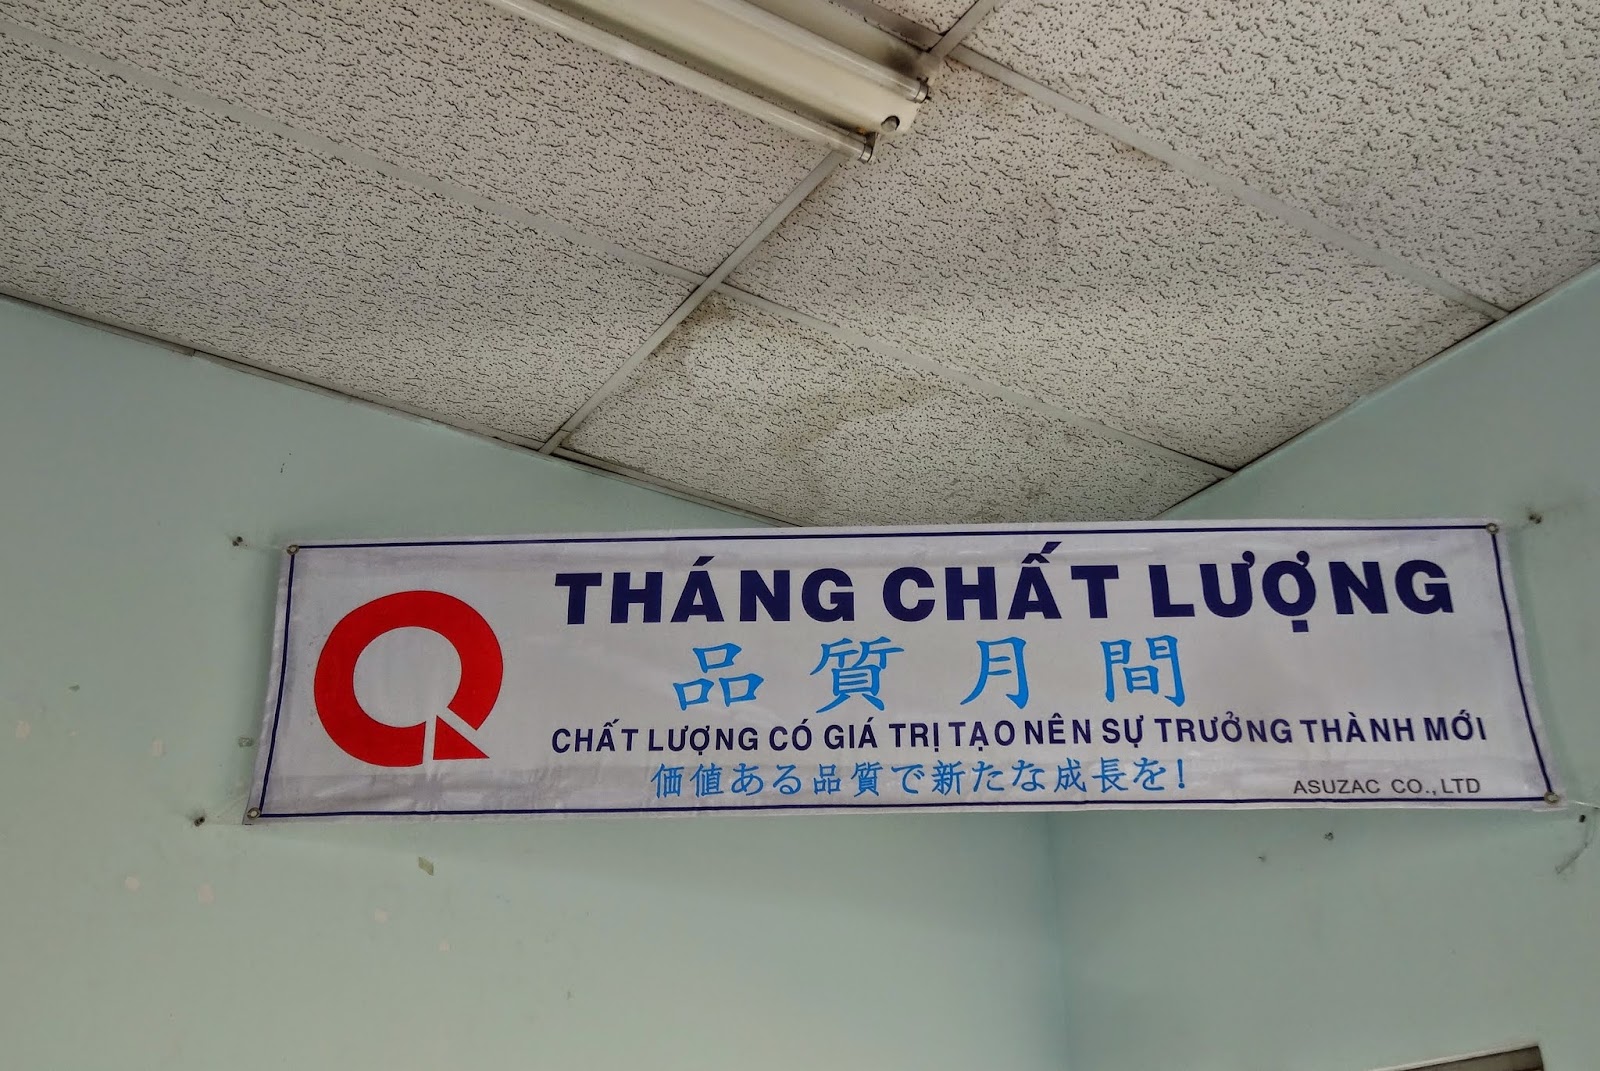 THÁNG CHẤT LƯỢNG
品質月間
CHẤT LƯỢNG CÓ GIÁ TRỊ TẠO NÊN SỰ TRƯỞNG THÀNH MỚI
価値ある品質で新たな成長を!
ASUZAC CO., LTD